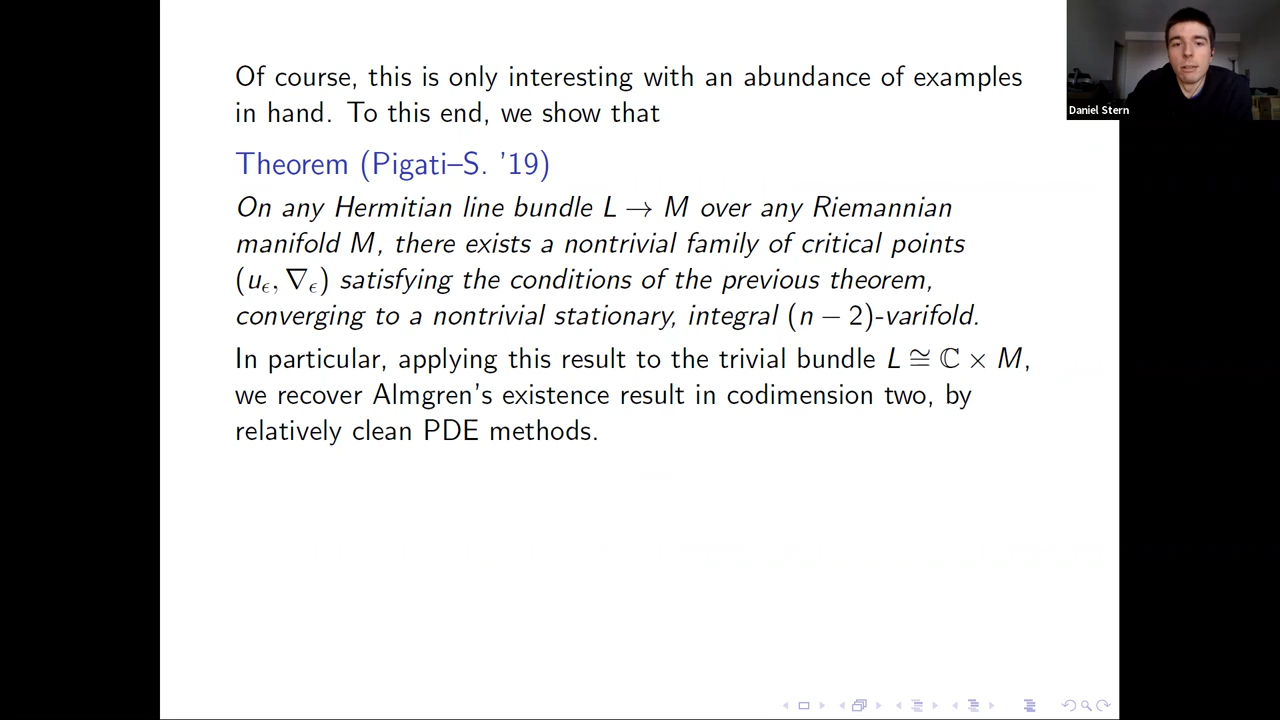 Of course, this is only interesting with an abundance of examples
in hand. To this end, we show that
Theorem (Pigati–S. '19)
On any Hermitian line bundle L → M over any Riemannian
manifold M, there exists a nontrivial family of critical points
(u_ϵ, ∇_ϵ) satisfying the conditions of the previous theorem,
converging to a nontrivial stationary, integral (n − 2)-varifold.
In particular, applying this result to the trivial bundle L ≅ ℂ × M,
we recover Almgren's existence result in codimension two, by
relatively clean PDE methods.
Daniel Stern